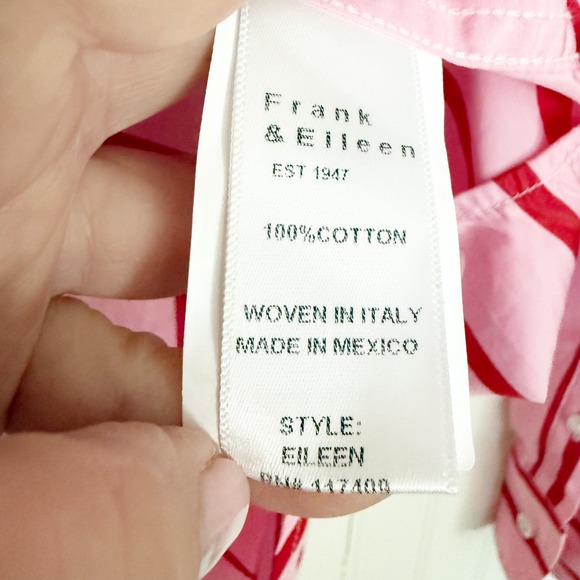 Frank
& Eileen
EST 1947
100%COTTON
WOVEN IN ITALY
MADE IN MEXICO
STYLE:
EILEEN